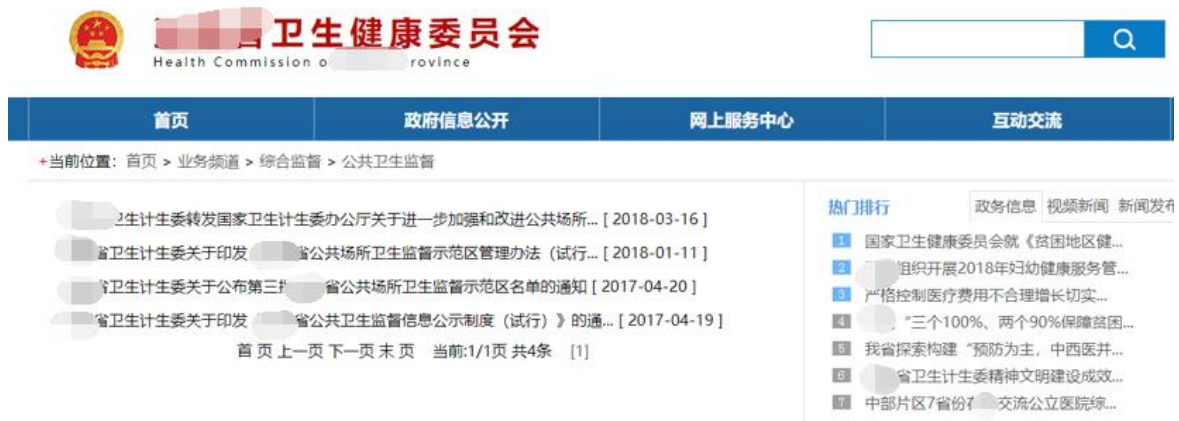 卫生健康委员会
Health Commission o rovince
首页 政府信息公开 网上服务中心 互动交流
+当前位置：首页 > 业务频道 > 综合监督 > 公共卫生监督
卫生计生委转发国家卫生计生委办公厅关于进一步加强和改进公共场所... [ 2018-03-16 ]
省卫生计生委关于印发 省公共场所卫生监督示范区管理办法（试行... [ 2018-01-11 ]
省卫生计生委关于公布第三 省公共场所卫生监督示范区名单的通知 [ 2017-04-20 ]
省卫生计生委关于印发《 省公共卫生监督信息公示制度（试行）》的通... [ 2017-04-19 ]
首 页 上一页 下一页 末 页 当前:1/1页 共4条 [1]
热门排行 政务信息 视频新闻 新闻发布
1 国家卫生健康委员会就《贫困地区健...
2 组织开展2018年妇幼健康服务管...
3 严格控制医疗费用不合理增长切实...
4 “三个100%、两个90%保障贫困...
5 我省探索构建“预防为主，中西医并...
6 省卫生计生委精神文明建设成效...
7 中部片区7省份在 交流公立医院综...